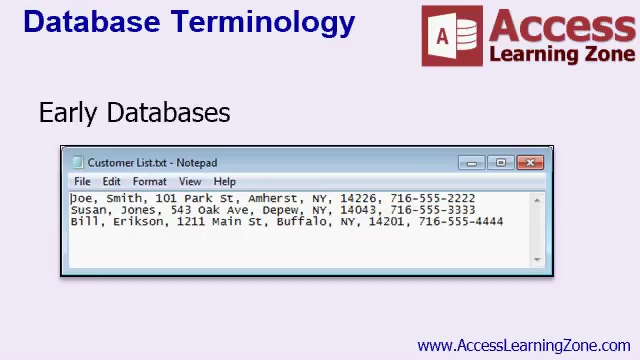 Database Terminology
A
Access
Learning Zone
Early Databases
Customer List.txt - Notepad
File Edit Format View Help
Joe, Smith, 101 Park St, Amherst, NY, 14226, 716-555-2222
Susan, Jones, 543 Oak Ave, Depew, NY, 14043, 716-555-3333
Bill, Erikson, 1211 Main St, Buffalo, NY, 14201, 716-555-4444
www.AccessLearningZone.com